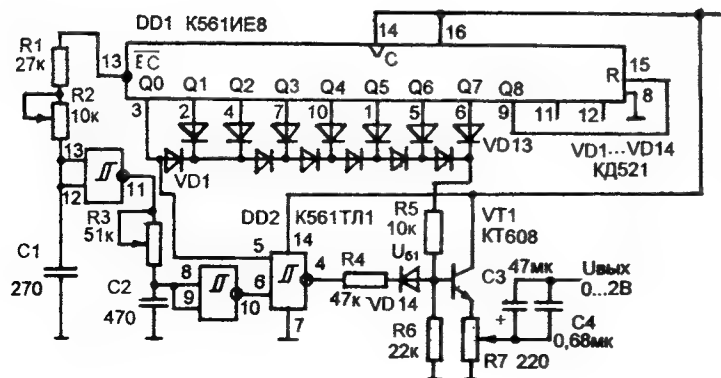 DD1 К561ИЕ8
14
16
R1
27к
13
EC
C
R
15
8
Q0
Q1
Q2
Q3
Q4
Q5
Q6
Q7
Q8
3
2
4
7
10
1
5
6
9
11
12
R2
10к
VD1
VD13
VD1...VD14
КД521
13
12
11
R3
51к
DD2
К561ТЛ1
5
14
R5
10к
VT1
КТ608
C1
270
C2
470
8
9
10
6
4
7
R4
47к
Uб1
VD14
C3
47мк
+
Uвых
0...2В
R6
22к
R7 220
C4
0,68мк